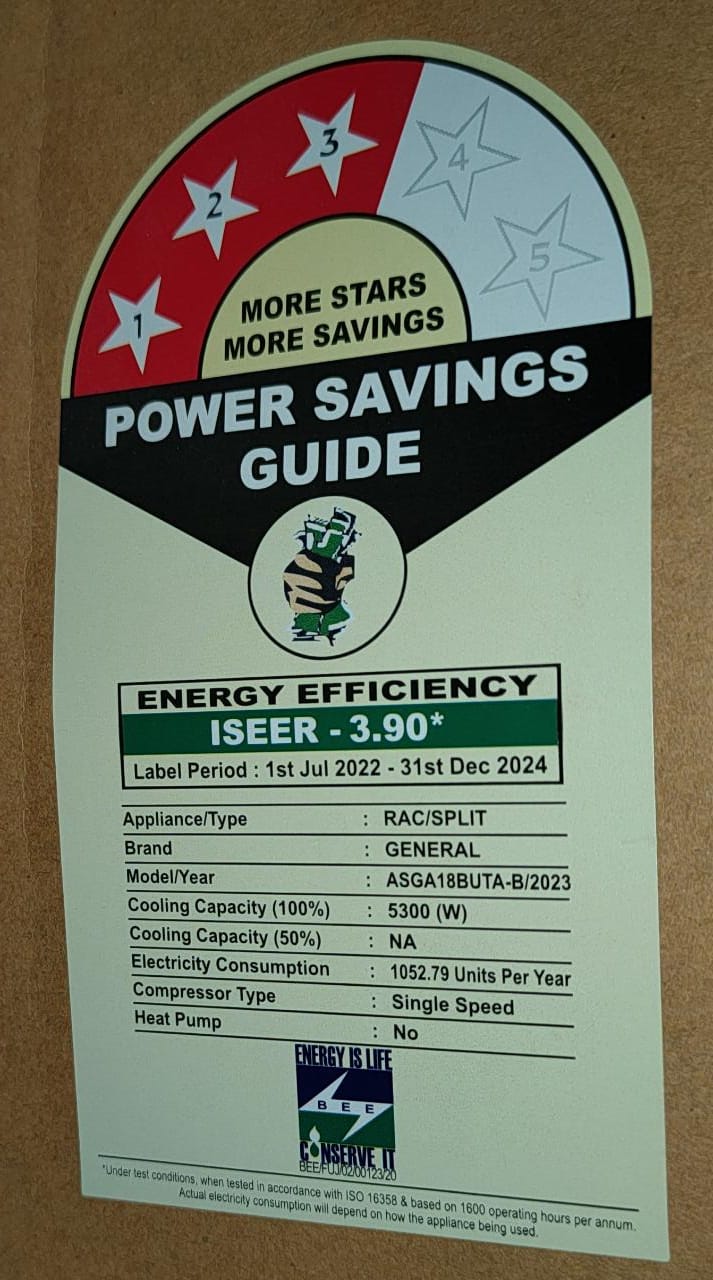 1
2
3
4
5
MORE STARS
MORE SAVINGS
POWER SAVINGS
GUIDE
ENERGY EFFICIENCY
ISEER - 3.90*
Label Period : 1st Jul 2022 - 31st Dec 2024
Appliance/Type : RAC/SPLIT
Brand : GENERAL
Model/Year : ASGA18BUTA-B/2023
Cooling Capacity (100%) : 5300 (W)
Cooling Capacity (50%) : NA
Electricity Consumption : 1052.79 Units Per Year
Compressor Type : Single Speed
Heat Pump : No
ENERGY IS LIFE
BEE
CONSERVE IT
BEE/FUJ/02/00123/20
*Under test conditions, when tested in accordance with ISO 16358 & based on 1600 operating hours per annum.
Actual electricity consumption will depend on how the appliance being used.